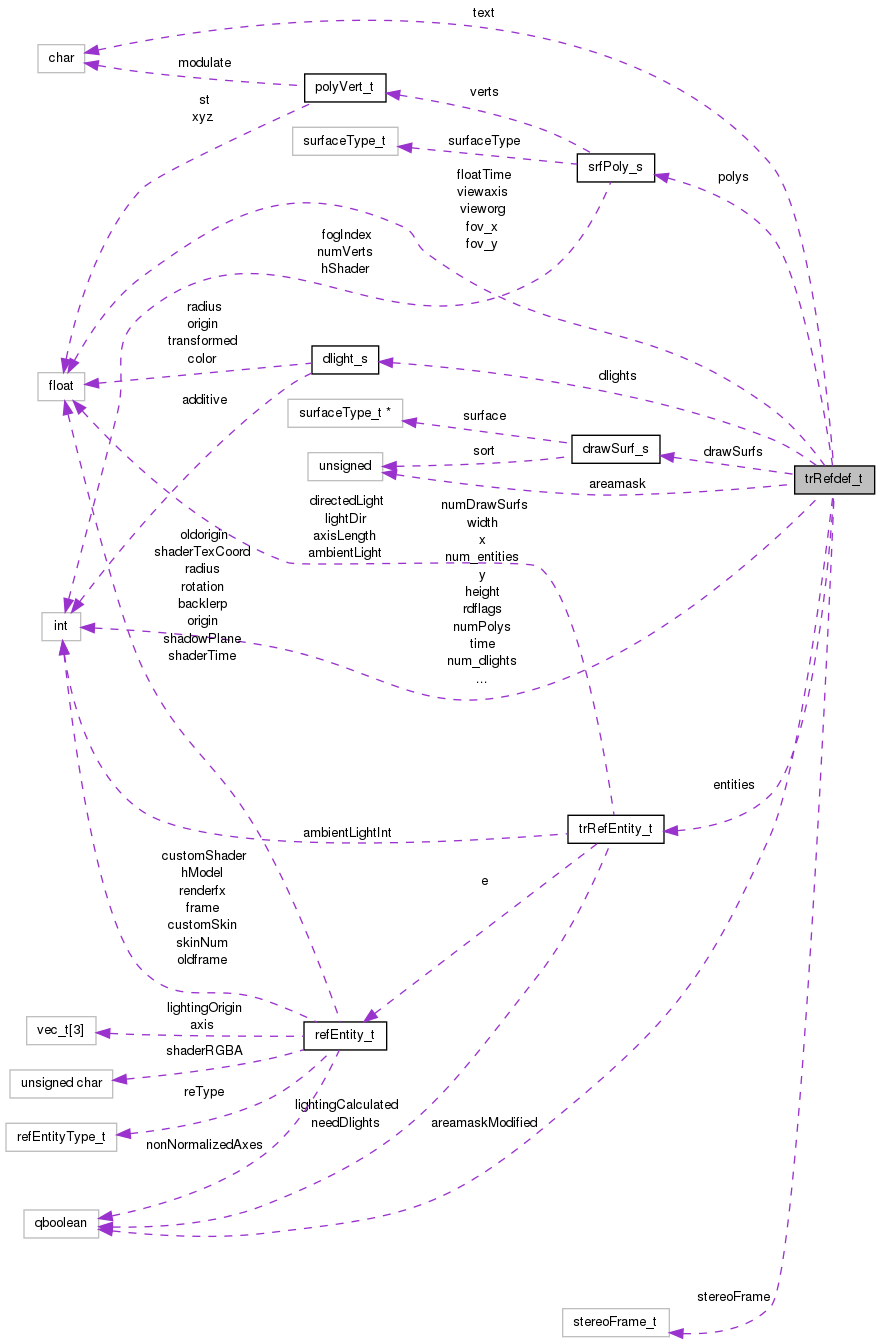 text
char
modulate
polyVert_t
verts
st
xyz
surfaceType_t
surfaceType
srfPoly_s
polys
floatTime
viewaxis
vieworg
fov_x
fov_y
fogIndex
numVerts
hShader
radius
origin
transformed
color
dlight_s
dlights
float
additive
surfaceType_t *
surface
drawSurf_s
drawSurfs
sort
unsigned
areamask
trRefdef_t
directedLight
lightDir
axisLength
ambientLight
numDrawSurfs
width
x
num_entities
y
height
rdflags
numPolys
time
num_dlights
...
oldorigin
shaderTexCoord
radius
rotation
backlerp
origin
shadowPlane
shaderTime
int
entities
trRefEntity_t
ambientLightInt
e
customShader
hModel
renderfx
frame
customSkin
skinNum
oldframe
lightingOrigin
axis
vec_t[3]
refEntity_t
shaderRGBA
unsigned char
reType
refEntityType_t
lightingCalculated
needDlights
areamaskModified
nonNormalizedAxes
qboolean
stereoFrame
stereoFrame_t